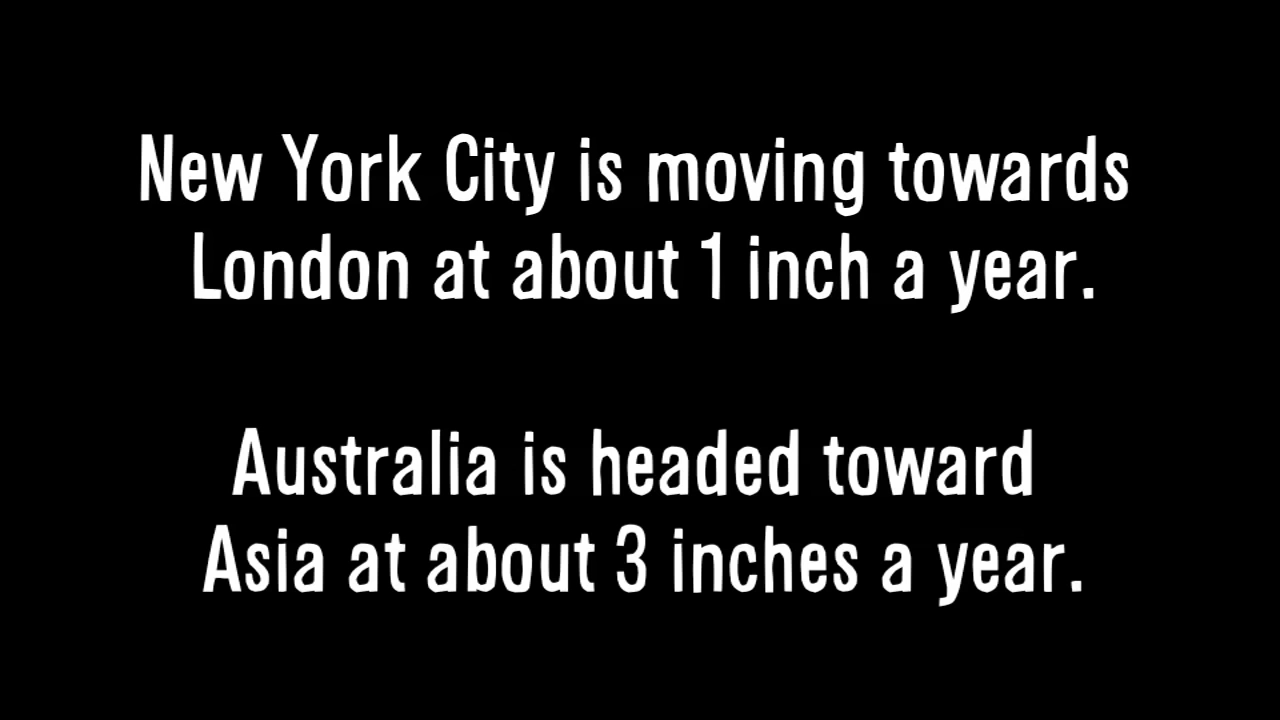 New York City is moving towards
London at about 1 inch a year.
Australia is headed toward
Asia at about 3 inches a year.